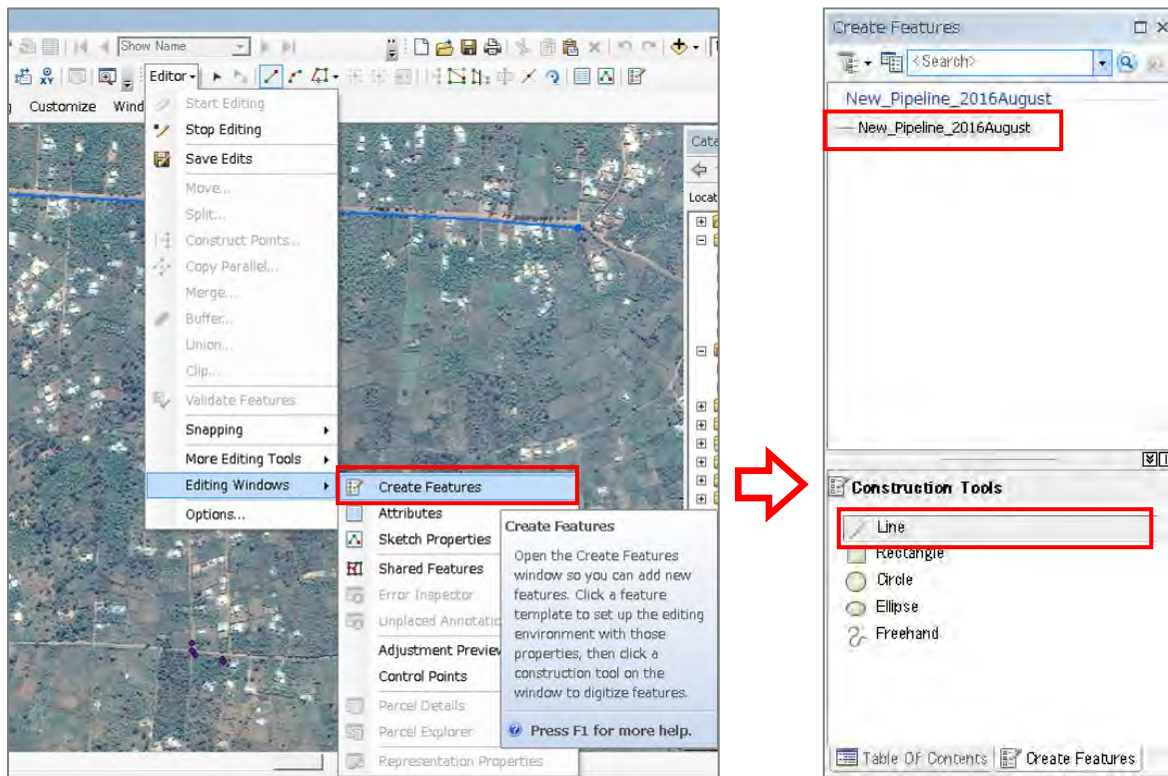 Show Name
Editor
Customize Wind
Start Editing
Stop Editing
Save Edits
Move...
Split...
Construct Points...
Copy Parallel...
Merge...
Buffer...
Union...
Clip...
Validate Features
Snapping
More Editing Tools
Editing Windows
Options...
Cata
Locat
Create Features
Attributes
Sketch Properties
Shared Features
Error Inspector
Unplaced Annotatio
Adjustment Preview
Control Points
Parcel Details
Parcel Explorer
Representation Properties
Create Features
Open the Create Features
window so you can add new
features. Click a feature
template to set up the editing
environment with those
properties, then click a
construction tool on the
window to digitize features.
Press F1 for more help.
Create Features
<Search>
New_Pipeline_2016August
New_Pipeline_2016August
Construction Tools
Line
Rectangle
Circle
Ellipse
Freehand
Table Of Contents
Create Features